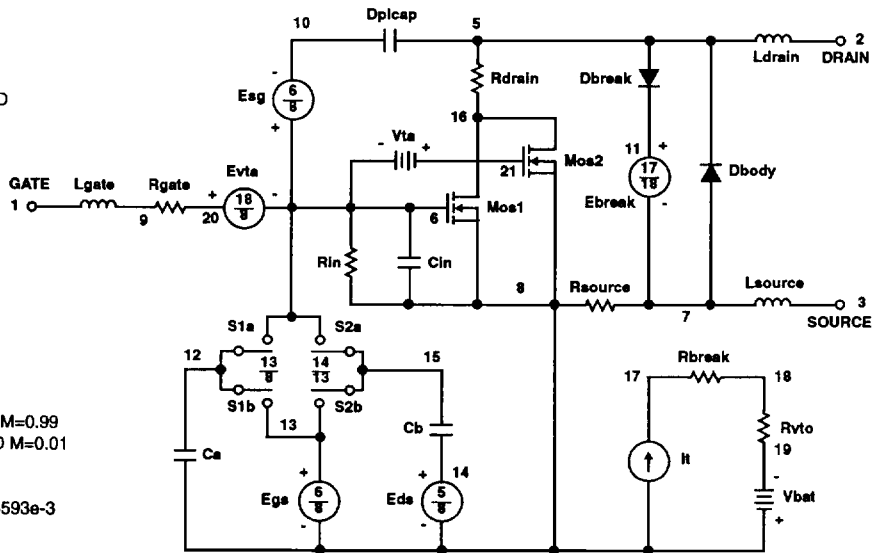 10
Dplcap
5
2
Ldrain
DRAIN
-
Esg
6
8
+
Rdrain
Dbreak
16
Vta
-
+
21
Mos2
11
+
17
18
Ebreak
-
Dbody
Evta
GATE
Lgate
Rgate
+
-
1
9
20
18
8
6
Mos1
Rin
Cin
8
Rsource
7
Lsource
3
SOURCE
S1a
S2a
12
13
8
14
13
15
S1b
13
S2b
Rbreak
17
18
M=0.99
M=0.01
Ca
Cb
Rvto
19
It
+
Egs
6
8
-
+
14
Eds
5
8
-
-
Vbat
+
593e-3